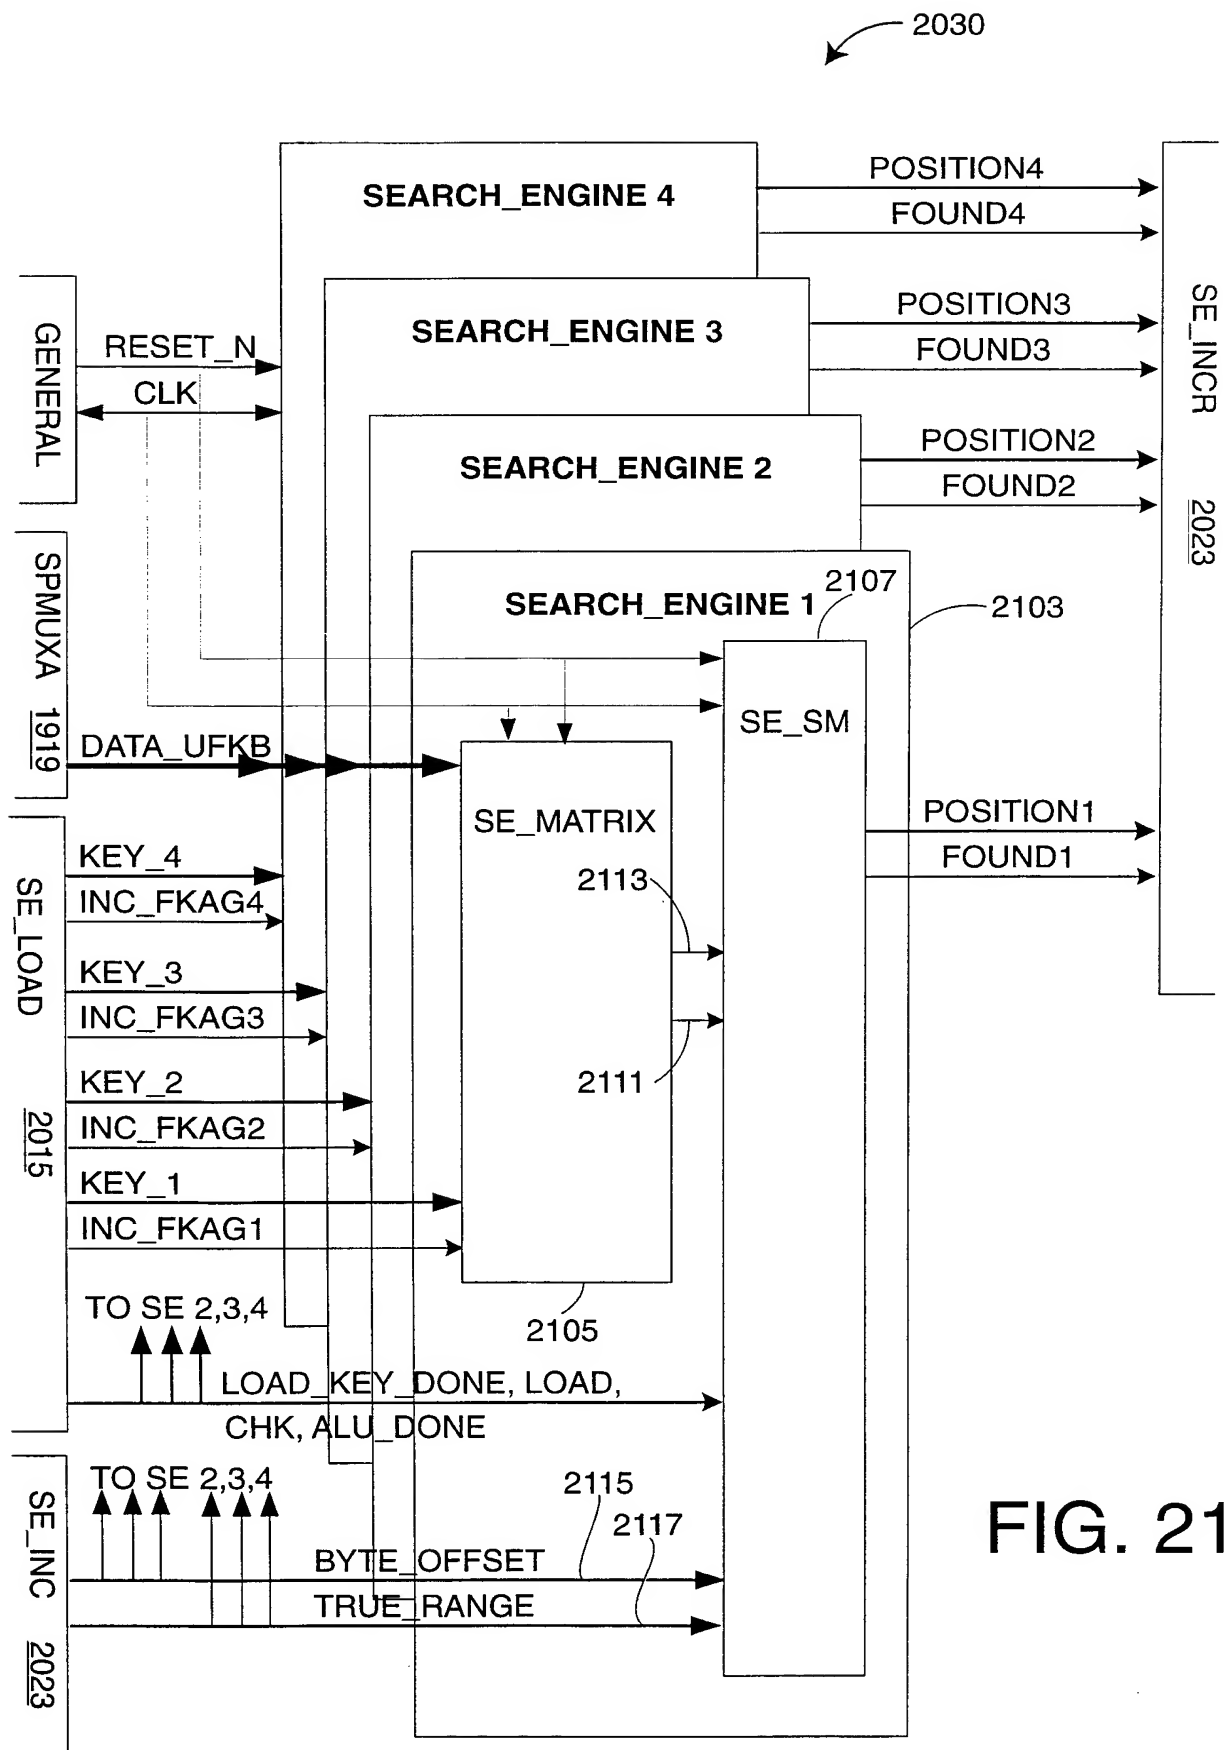 2030
SEARCH_ENGINE 4
POSITION4
FOUND4
SEARCH_ENGINE 3
POSITION3
FOUND3
GENERAL
RESET_N
CLK
SE_INCR 2023
SEARCH_ENGINE 2
POSITION2
FOUND2
SPMUXA 1919
SEARCH_ENGINE 1
2107
2103
SE_SM
DATA_UFKB
SE_MATRIX
POSITION1
FOUND1
SE_LOAD 2015
KEY_4
INC_FKAG4
2113
KEY_3
INC_FKAG3
2111
KEY_2
INC_FKAG2
KEY_1
INC_FKAG1
2105
TO SE 2,3,4
LOAD_KEY_DONE, LOAD,
CHK, ALU_DONE
SE_INC 2023
TO SE 2,3,4
2115
2117
BYTE_OFFSET
TRUE_RANGE
FIG. 21